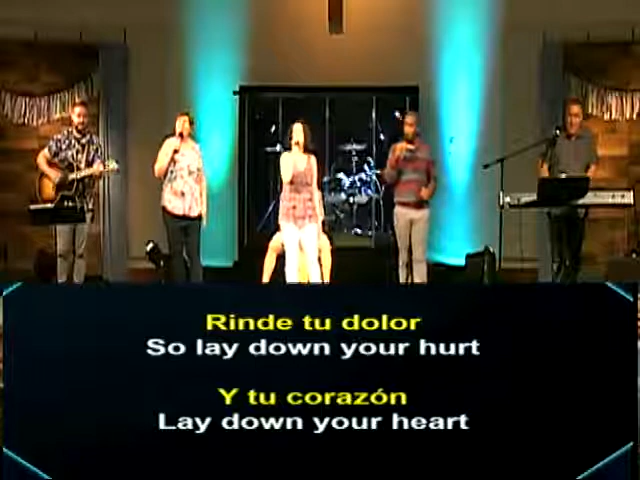 Rinde tu dolor
So lay down your hurt
Y tu corazón
Lay down your heart